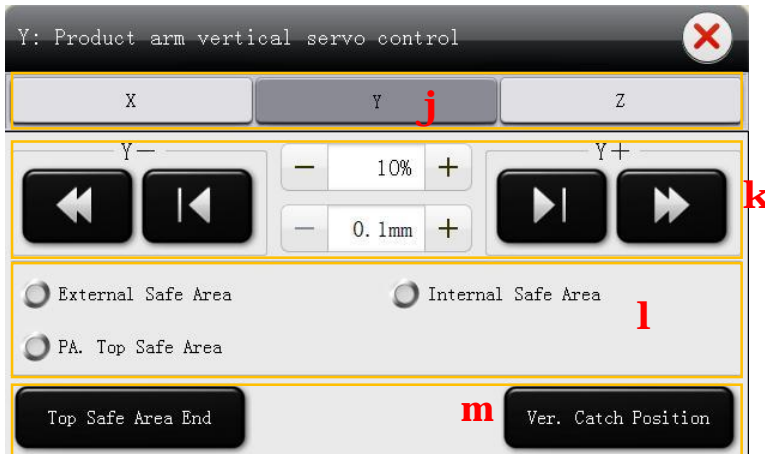 Y: Product arm vertical servo control
X Y j Z
Y— Y+
− 10% +
k
− 0.1mm +
External Safe Area Internal Safe Area
l
PA. Top Safe Area
Top Safe Area End m Ver. Catch Position